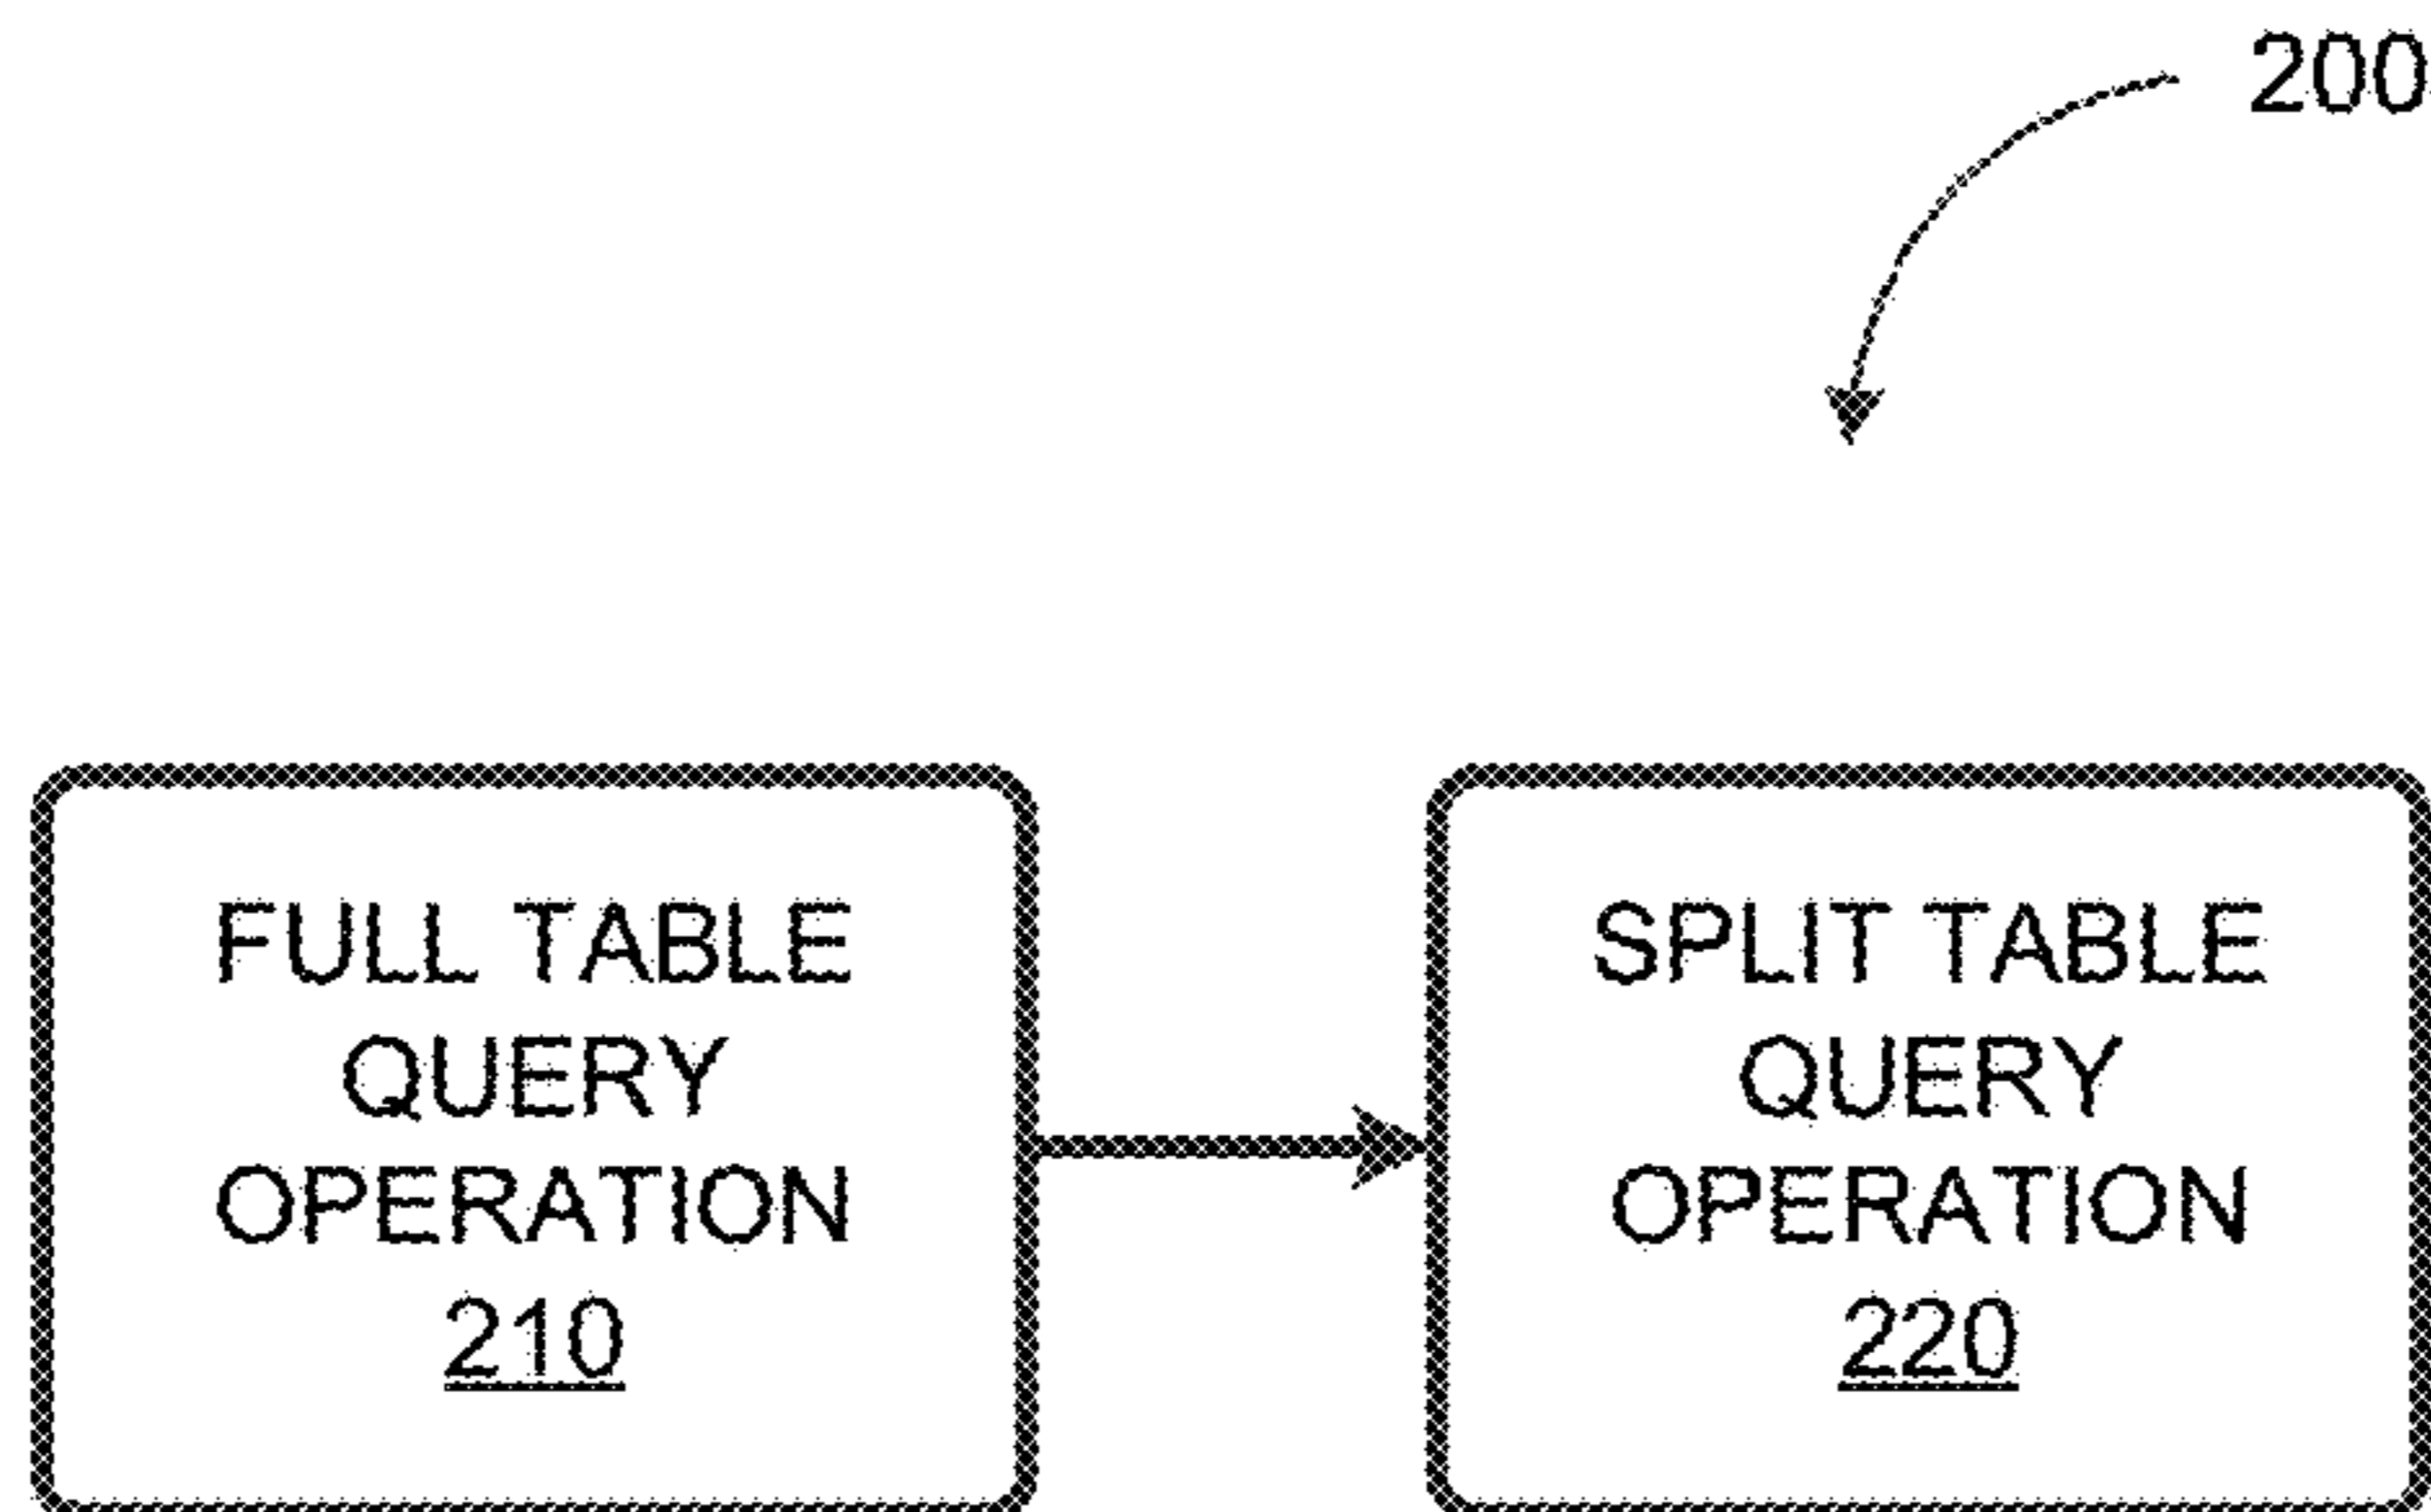 200
FULL TABLE
QUERY
OPERATION
210
SPLIT TABLE
QUERY
OPERATION
220